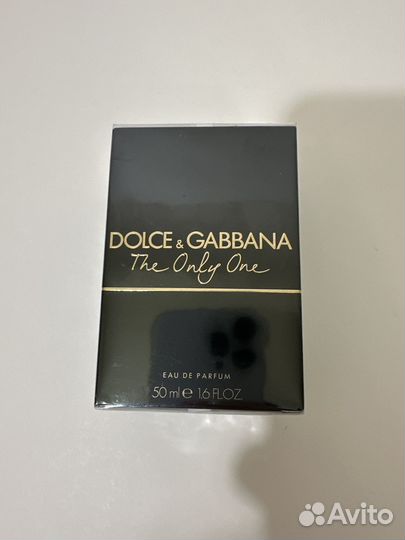 DOLCE & GABBANA
The Only One
EAU DE PARFUM
50 ml e 1.6 FL.OZ
Avito